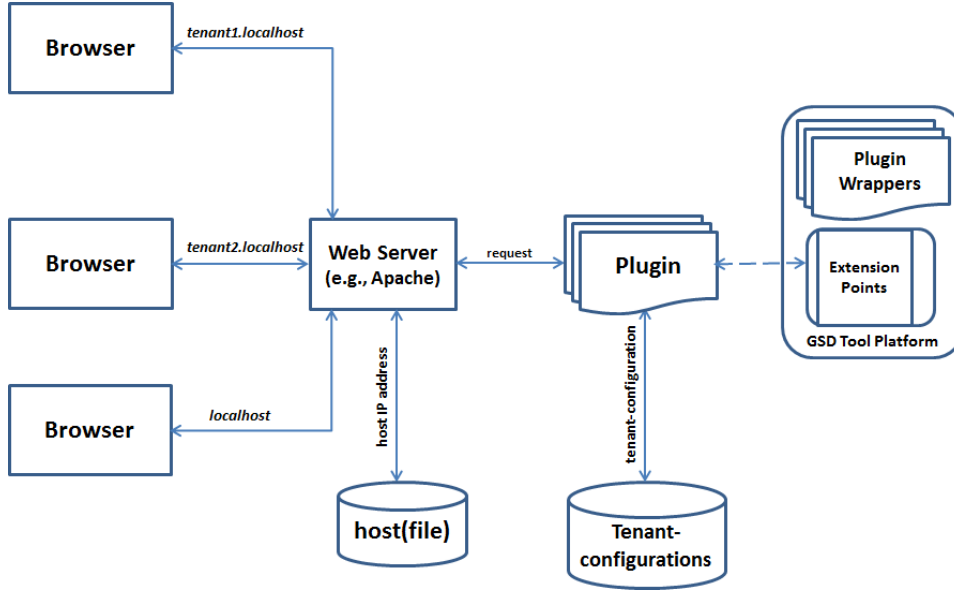 Browser
tenant1.localhost
Browser
tenant2.localhost
Web Server
(e.g., Apache)
request
Plugin
Plugin
Wrappers
Extension
Points
GSD Tool Platform
Browser
localhost
host IP address
tenant-configuration
host(file)
Tenant-
configurations